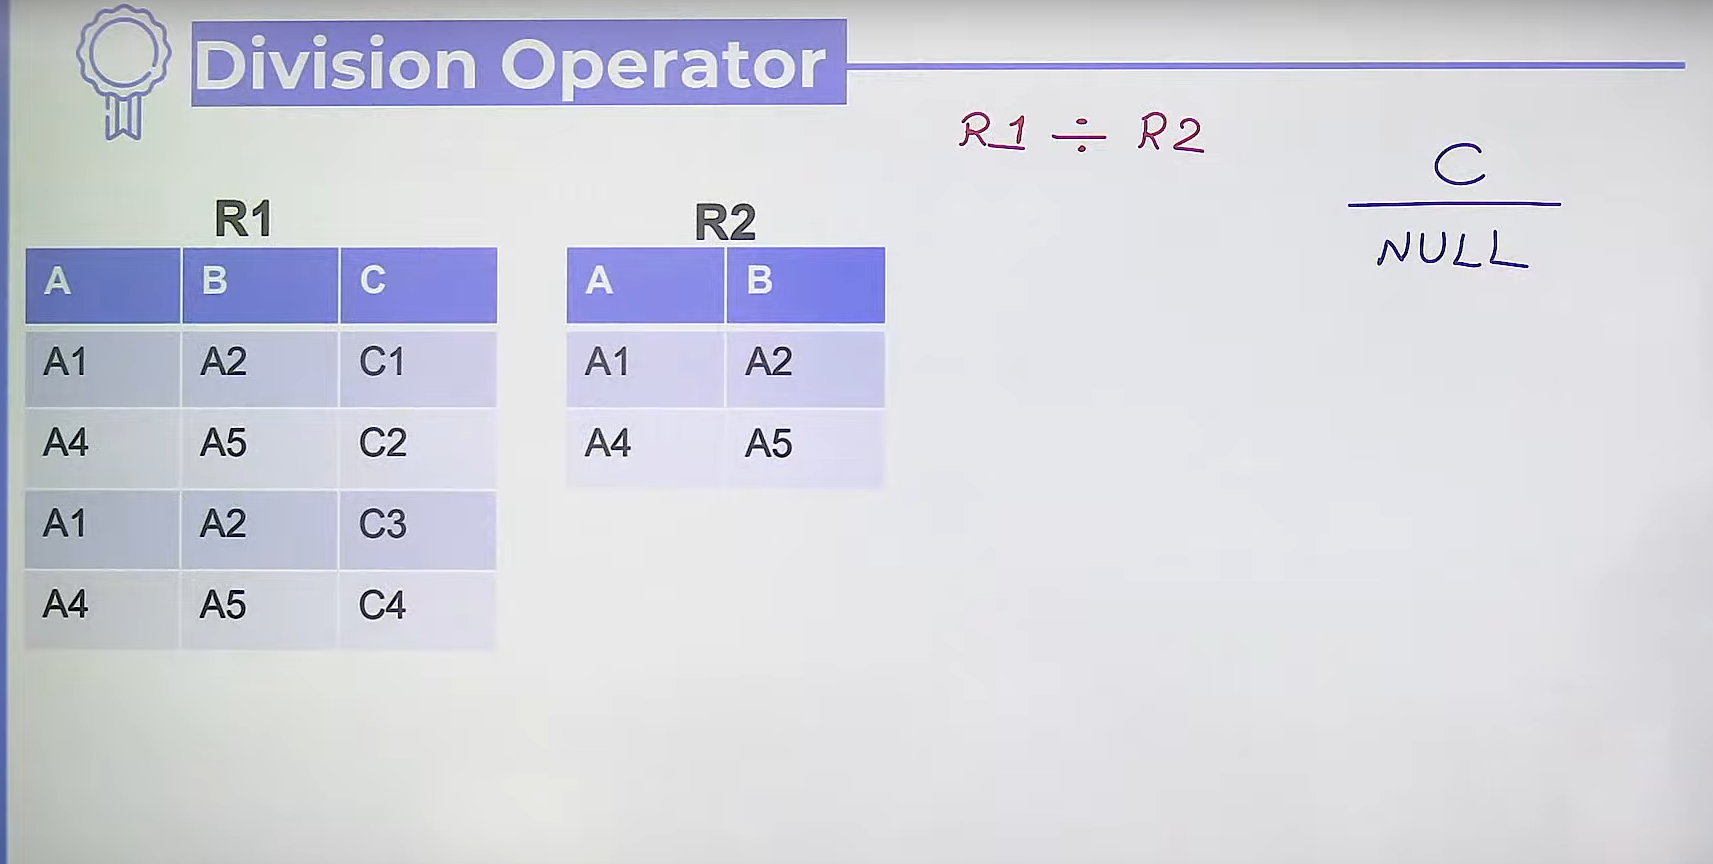 Division Operator
R1 ÷ R2
C
NULL
R1
A B C
A1 A2 C1
A4 A5 C2
A1 A2 C3
A4 A5 C4
R2
A B
A1 A2
A4 A5